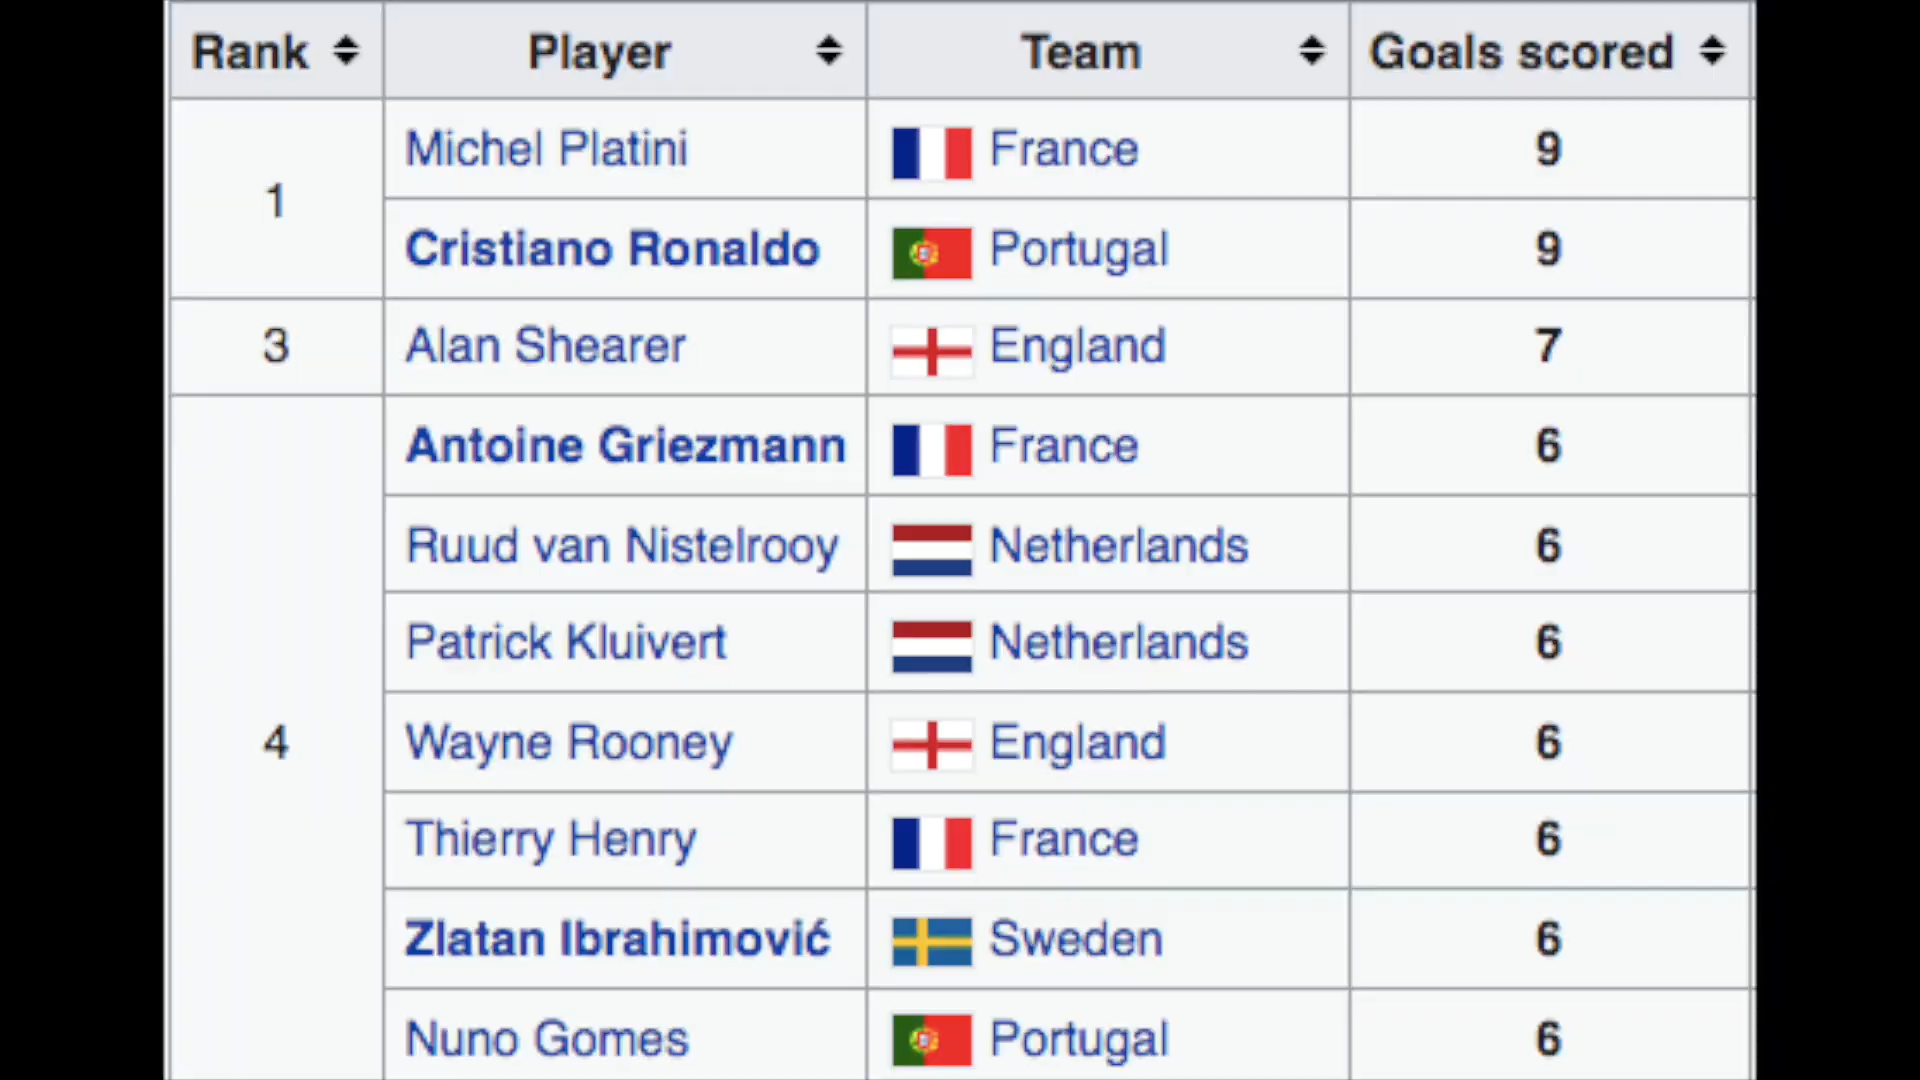 Rank Player Team Goals scored
1 Michel Platini France 9
Cristiano Ronaldo Portugal 9
3 Alan Shearer England 7
4 Antoine Griezmann France 6
Ruud van Nistelrooy Netherlands 6
Patrick Kluivert Netherlands 6
Wayne Rooney England 6
Thierry Henry France 6
Zlatan Ibrahimović Sweden 6
Nuno Gomes Portugal 6